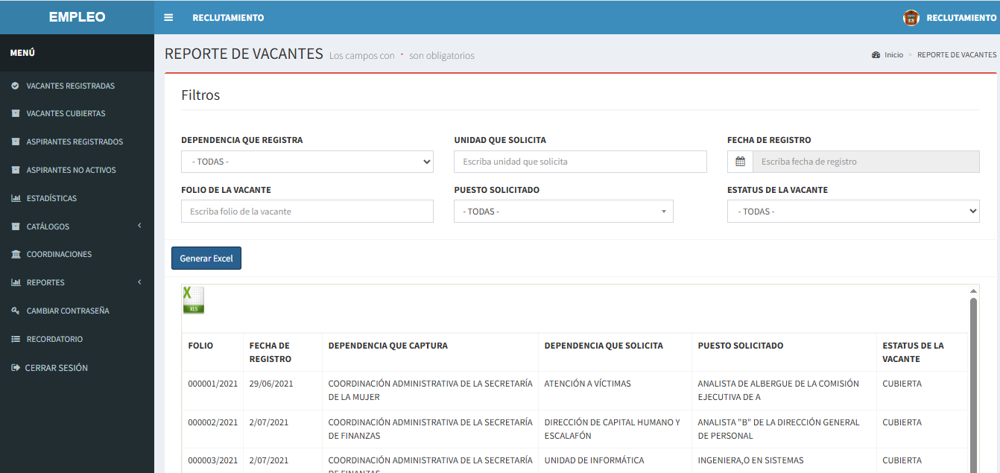 EMPLEO
RECLUTAMIENTO
RECLUTAMIENTO
MENÚ
VACANTES REGISTRADAS
VACANTES CUBIERTAS
ASPIRANTES REGISTRADOS
ASPIRANTES NO ACTIVOS
ESTADÍSTICAS
CATÁLOGOS
COORDINACIONES
REPORTES
CAMBIAR CONTRASEÑA
RECORDATORIO
CERRAR SESIÓN
REPORTE DE VACANTES Los campos con * son obligatorios
Inicio > REPORTE DE VACANTES
Filtros
DEPENDENCIA QUE REGISTRA
- TODAS -
UNIDAD QUE SOLICITA
Escriba unidad que solicita
FECHA DE REGISTRO
Escriba fecha de registro
FOLIO DE LA VACANTE
Escriba folio de la vacante
PUESTO SOLICITADO
- TODAS -
ESTATUS DE LA VACANTE
- TODAS -
Generar Excel
X
XLS
FOLIO
FECHA DE
REGISTRO
DEPENDENCIA QUE CAPTURA
DEPENDENCIA QUE SOLICITA
PUESTO SOLICITADO
ESTATUS DE LA
VACANTE
000001/2021
29/06/2021
COORDINACIÓN ADMINISTRATIVA DE LA SECRETARÍA
DE LA MUJER
ATENCIÓN A VÍCTIMAS
ANALISTA DE ALBERGUE DE LA COMISIÓN
EJECUTIVA DE A
CUBIERTA
000002/2021
2/07/2021
COORDINACIÓN ADMINISTRATIVA DE LA SECRETARÍA
DE FINANZAS
DIRECCIÓN DE CAPITAL HUMANO Y
ESCALAFÓN
ANALISTA "B" DE LA DIRECCIÓN GENERAL
DE PERSONAL
CUBIERTA
000003/2021
2/07/2021
COORDINACIÓN ADMINISTRATIVA DE LA SECRETARÍA
DE FINANZAS
UNIDAD DE INFORMÁTICA
INGENIERA,O EN SISTEMAS
CUBIERTA